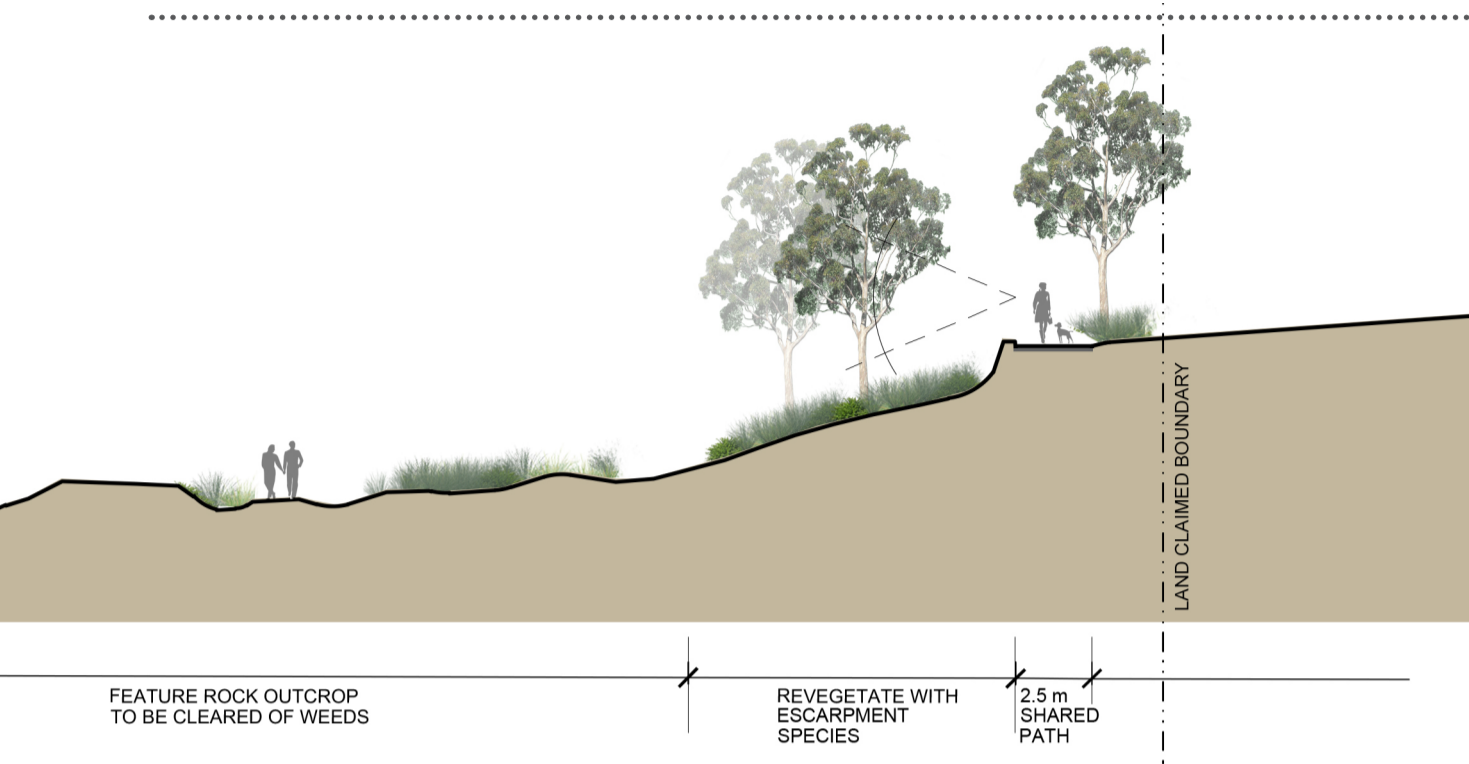 LAND CLAIMED BOUNDARY
FEATURE ROCK OUTCROP
TO BE CLEARED OF WEEDS
REVEGETATE WITH
ESCARPMENT
SPECIES
2.5 m
SHARED
PATH